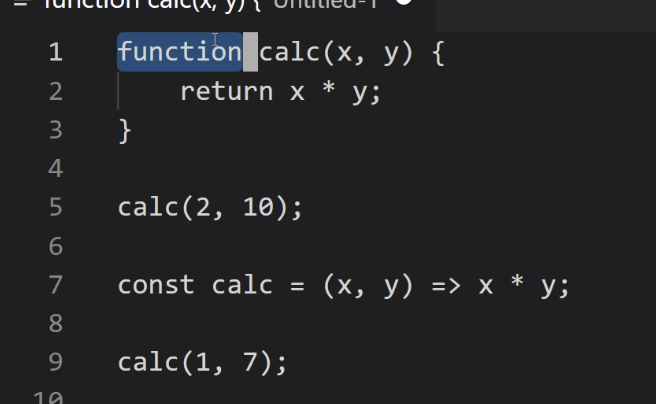 function calc(x, y) { Untitled-1
1 function calc(x, y) {
2 return x * y;
3 }
4
5 calc(2, 10);
6
7 const calc = (x, y) => x * y;
8
9 calc(1, 7);
10